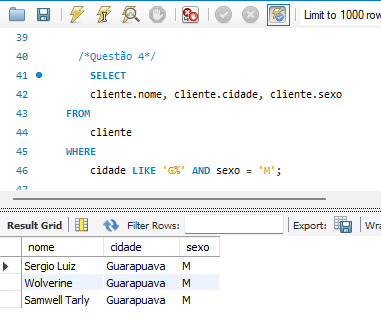 Limit to 1000 row
39
40 /*Questão 4*/
41 SELECT
42 cliente.nome, cliente.cidade, cliente.sexo
43 FROM
44 cliente
45 WHERE
46 cidade LIKE 'G%' AND sexo = 'M';
Result Grid Filter Rows: Export: Wra
nome cidade sexo
Sergio Luiz Guarapuava M
Wolverine Guarapuava M
Samwell Tarly Guarapuava M